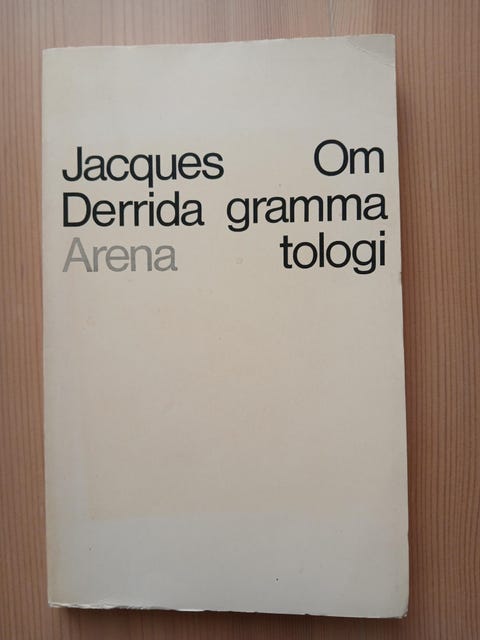 Jacques Om
Derrida gramma
Arena tologi